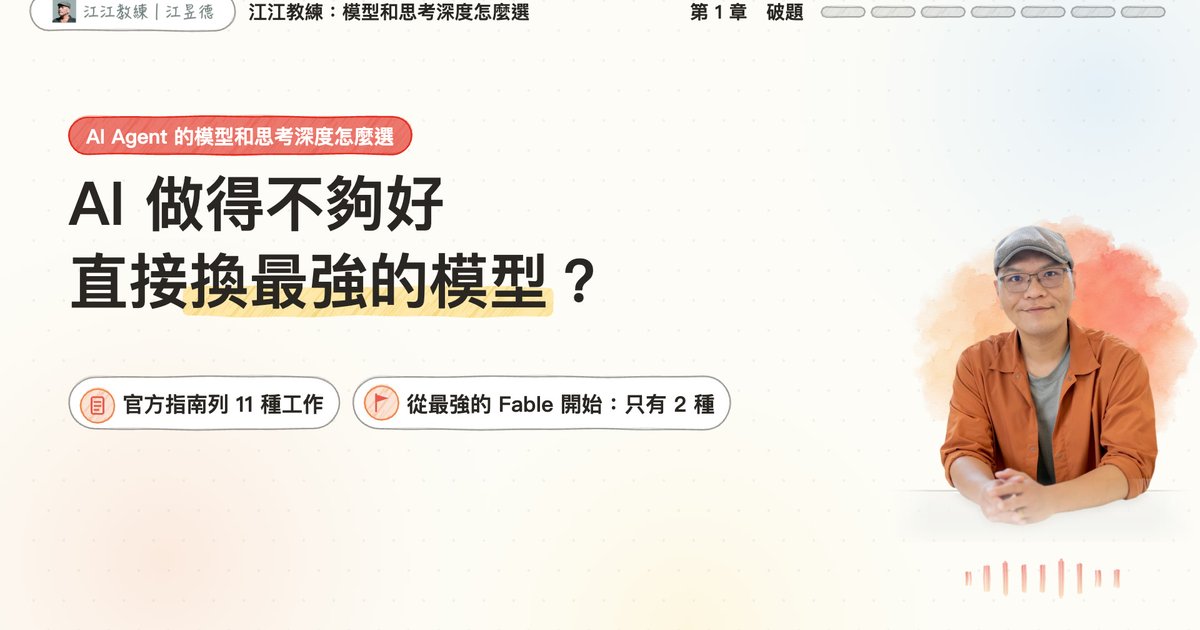 江江教練｜江昱德
江江教練：模型和思考深度怎麼選
第 1 章 破題
AI Agent 的模型和思考深度怎麼選
AI 做得不夠好
直接換最強的模型？
官方指南列 11 種工作
從最強的 Fable 開始：只有 2 種